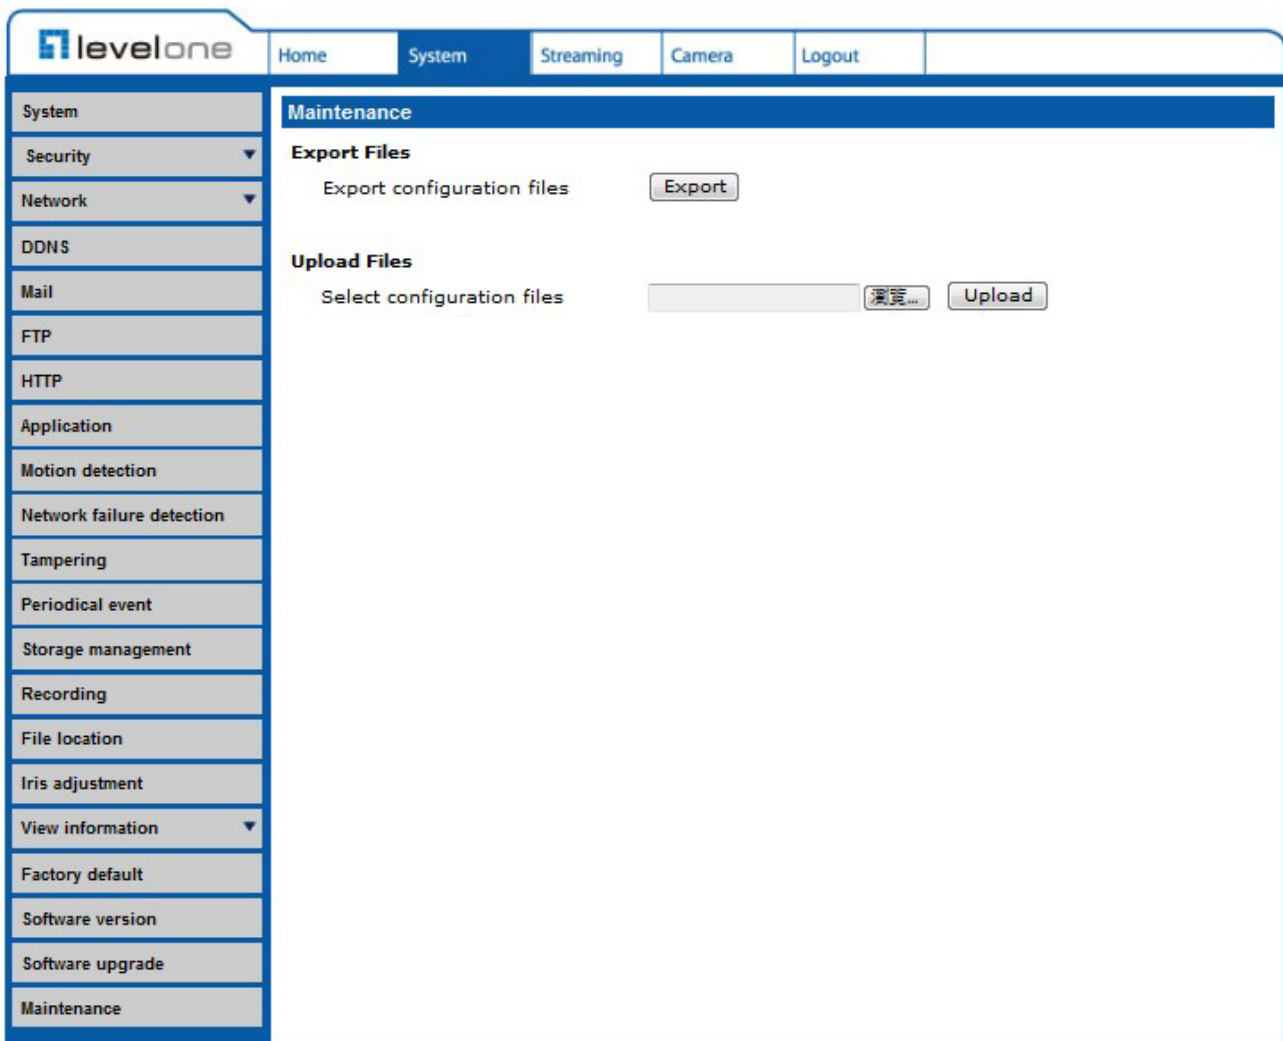 levelone
Home System Streaming Camera Logout
System
Security
Network
DDNS
Mail
FTP
HTTP
Application
Motion detection
Network failure detection
Tampering
Periodical event
Storage management
Recording
File location
Iris adjustment
View information
Factory default
Software version
Software upgrade
Maintenance
Maintenance
Export Files
Export configuration files Export
Upload Files
Select configuration files 瀏覽... Upload